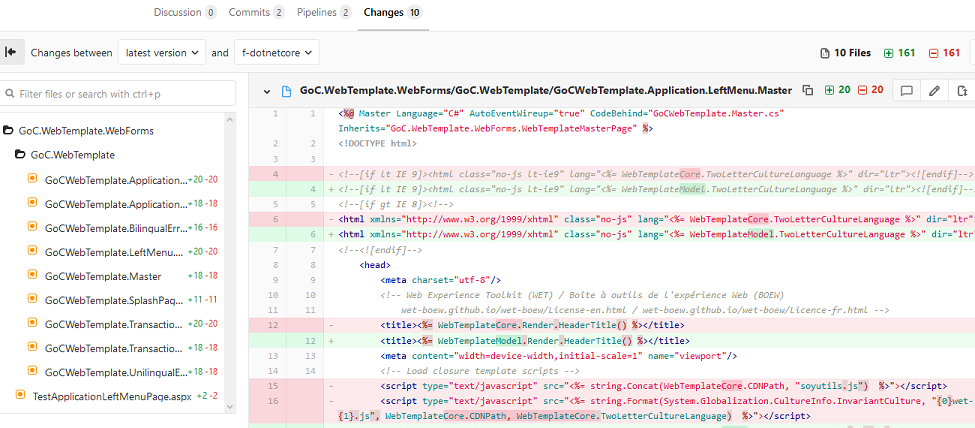 Discussion 0 Commits 2 Pipelines 2 Changes 10
Changes between latest version and f-dotnetcore 10 Files 161 161
Filter files or search with ctrl+p
GoC.WebTemplate.WebForms
GoC.WebTemplate
GoCWebTemplate.Application... +20 -20
GoCWebTemplate.Application... +18 -18
GoCWebTemplate.BilinqualErr... +16 -16
GoCWebTemplate.LeftMenu.... +20 -20
GoCWebTemplate.Master +18 -18
GoCWebTemplate.SplashPaq... +11 -11
GoCWebTemplate.Transactio... +20 -20
GoCWebTemplate.Transactio... +18 -18
GoCWebTemplate.UnilinqualE... +18 -18
TestApplicationLeftMenuPage.aspx +2 -2
GoC.WebTemplate.WebForms/GoC.WebTemplate/GoCWebTemplate.Application.LeftMenu.Master 20 20
1 1 <%@ Master Language="C#" AutoEventWireup="true" CodeBehind="GoCWebTemplate.Master.cs"
Inherits="GoC.WebTemplate.WebForms.WebTemplateMasterPage" %>
2 2 <!DOCTYPE html>
3 3
4 - <!--[if lt IE 9]><html class="no-js lt-ie9" lang="<%= WebTemplateCore.TwoLetterCultureLanguage %>" dir="ltr"><![endif]-->
4 + <!--[if lt IE 9]><html class="no-js lt-ie9" lang="<%= WebTemplateModel.TwoLetterCultureLanguage %>" dir="ltr"><![endif]--
5 5 <!--[if gt IE 8]><!-->
6 - <html xmlns="http://www.w3.org/1999/xhtml" class="no-js" lang="<%= WebTemplateCore.TwoLetterCultureLanguage %>" dir="ltr"
6 + <html xmlns="http://www.w3.org/1999/xhtml" class="no-js" lang="<%= WebTemplateModel.TwoLetterCultureLanguage %>" dir="ltr
7 7 <!--<![endif]-->
8 8 <head>
9 9 <meta charset="utf-8"/>
10 10 <!-- Web Experience Toolkit (WET) / Boîte à outils de l'expérience Web (BOEW)
11 11 wet-boew.github.io/wet-boew/License-en.html / wet-boew.github.io/wet-boew/Licence-fr.html -->
12 - <title><%= WebTemplateCore.Render.HeaderTitle() %></title>
12 + <title><%= WebTemplateModel.Render.HeaderTitle() %></title>
13 13 <meta content="width=device-width,initial-scale=1" name="viewport"/>
14 14 <!-- Load closure template scripts -->
15 - <script type="text/javascript" src="<%= string.Concat(WebTemplateCore.CDNPath, "soyutils.js") %>"></script>
16 - <script type="text/javascript" src="<%= string.Format(System.Globalization.CultureInfo.InvariantCulture, "{0}wet-
{1}.js", WebTemplateCore.CDNPath, WebTemplateCore.TwoLetterCultureLanguage) %>"></script>